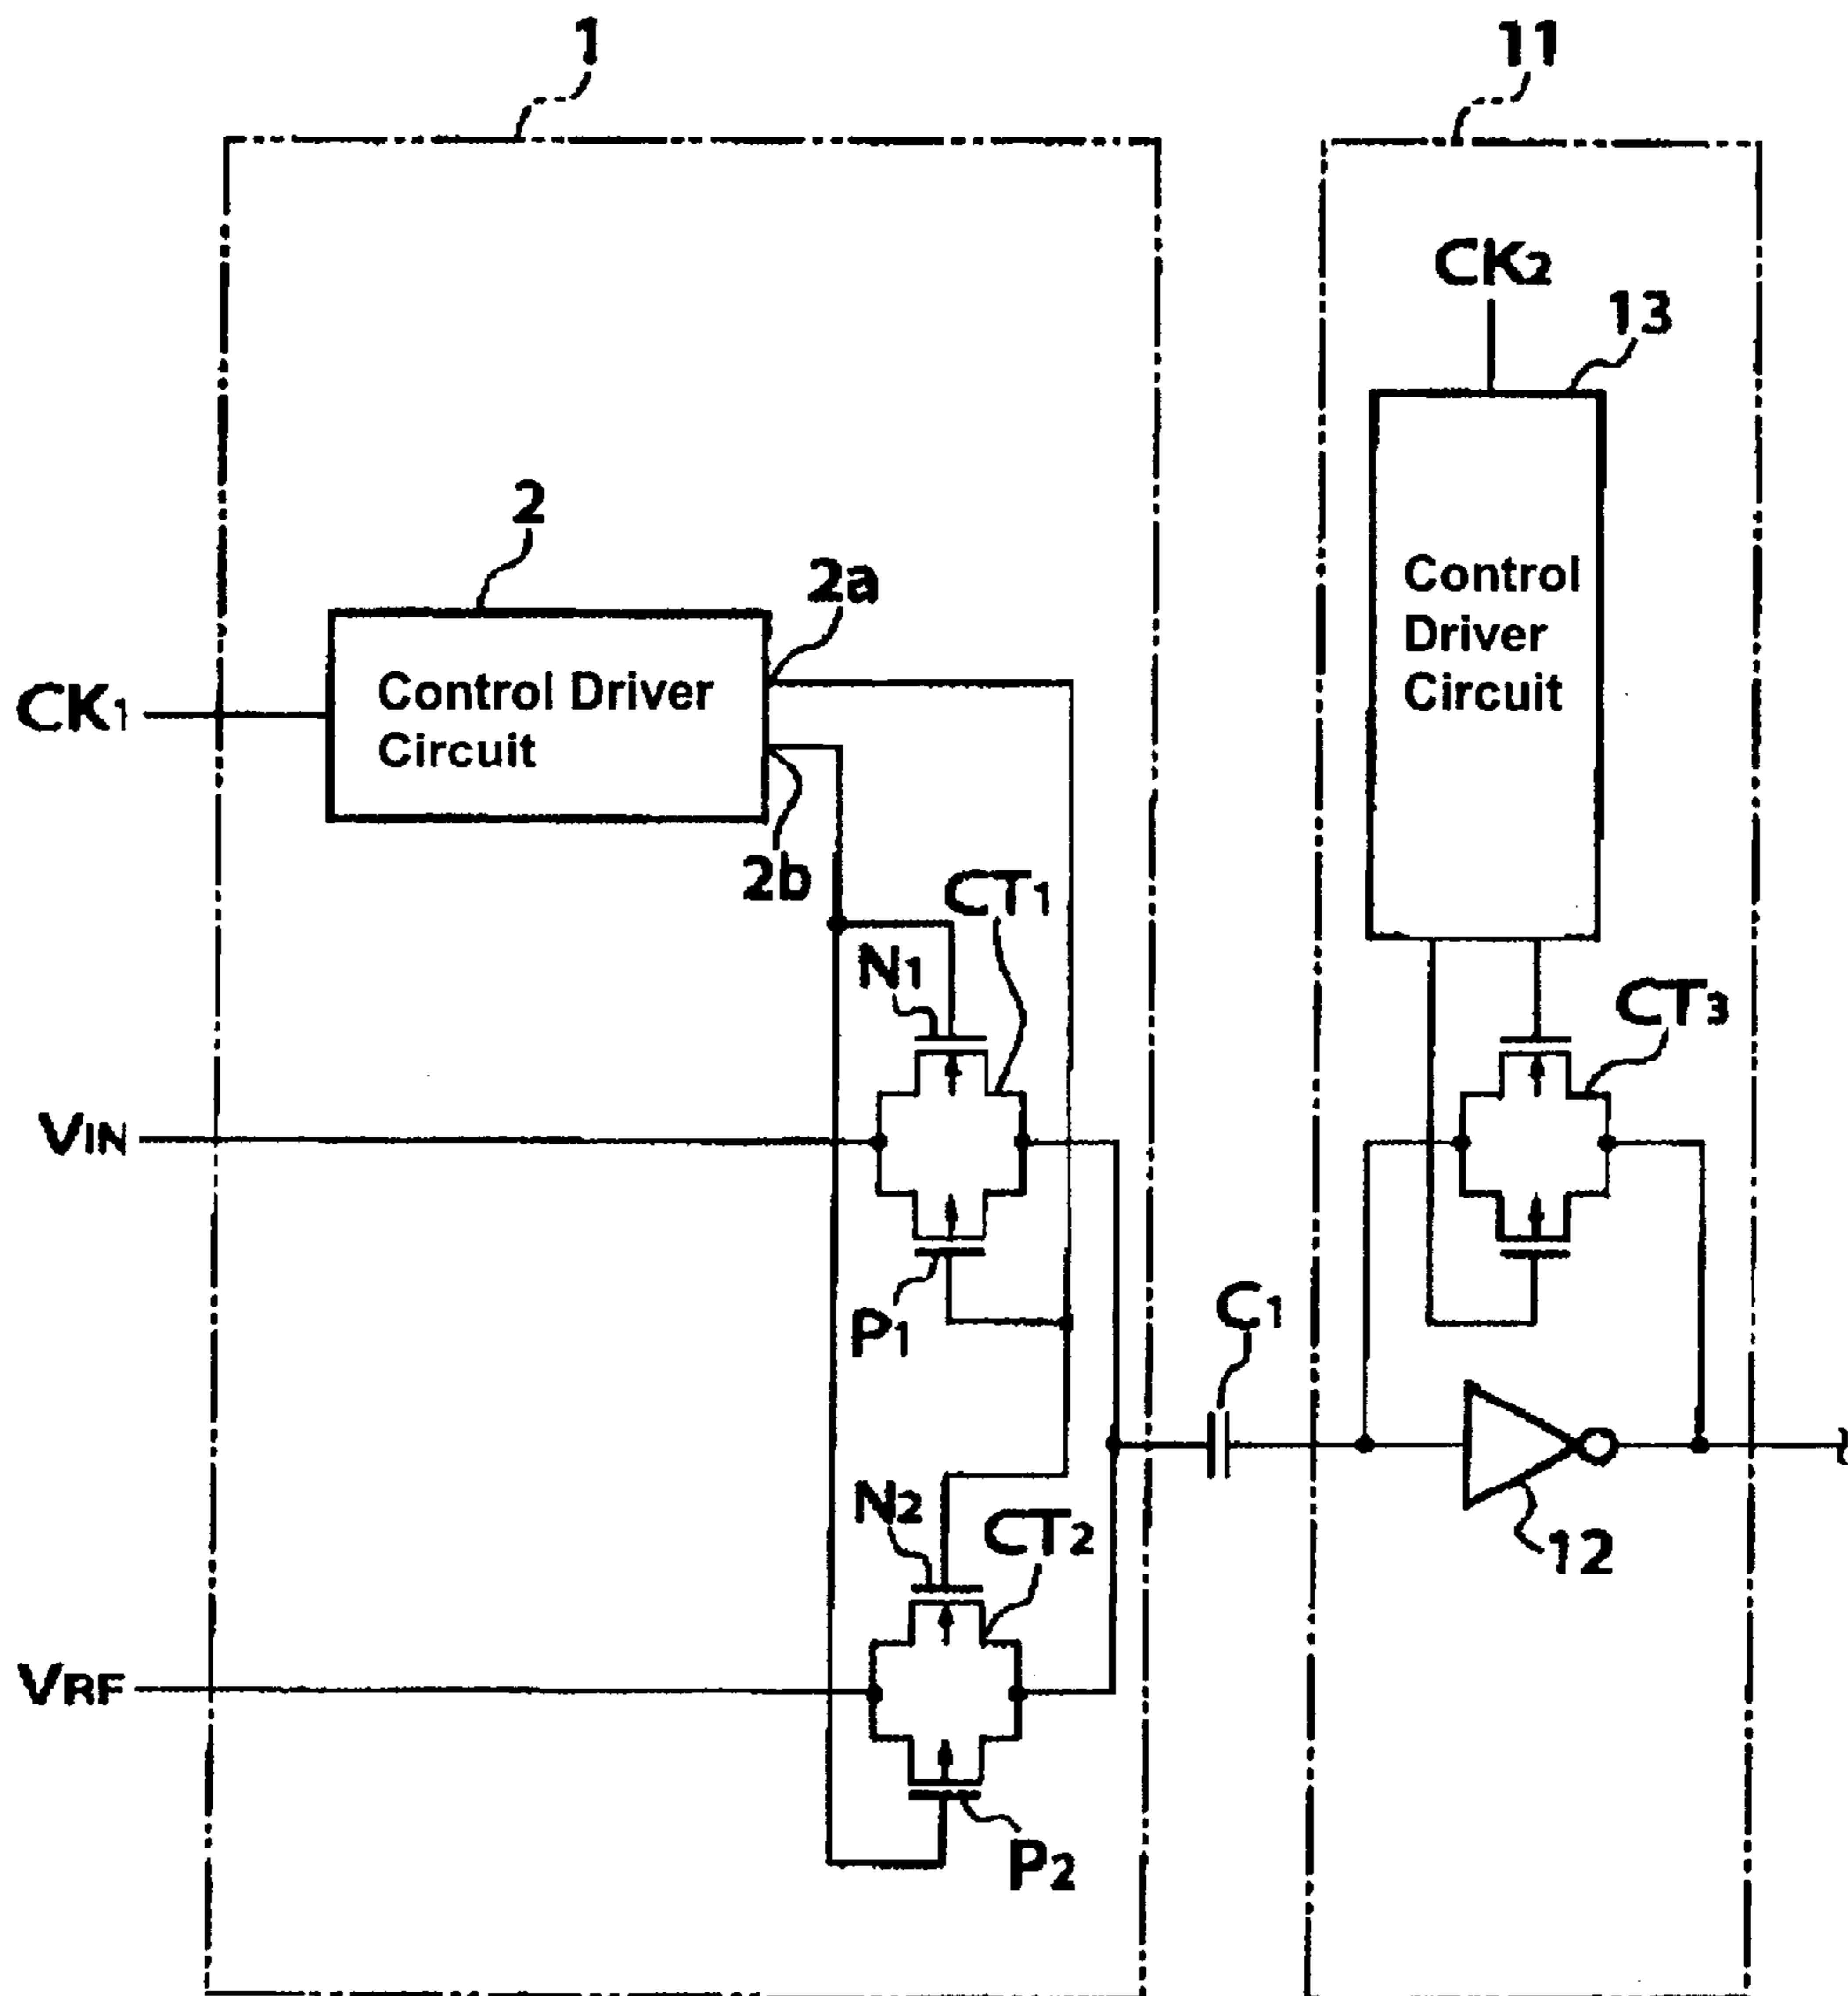 1
11
CK2
13
2
2a
Control Driver
Circuit
CK1
Control
Driver
Circuit
2b
CT1
N1
CT3
VIN
P1
C1
N2
CT2
12
VRF
P2